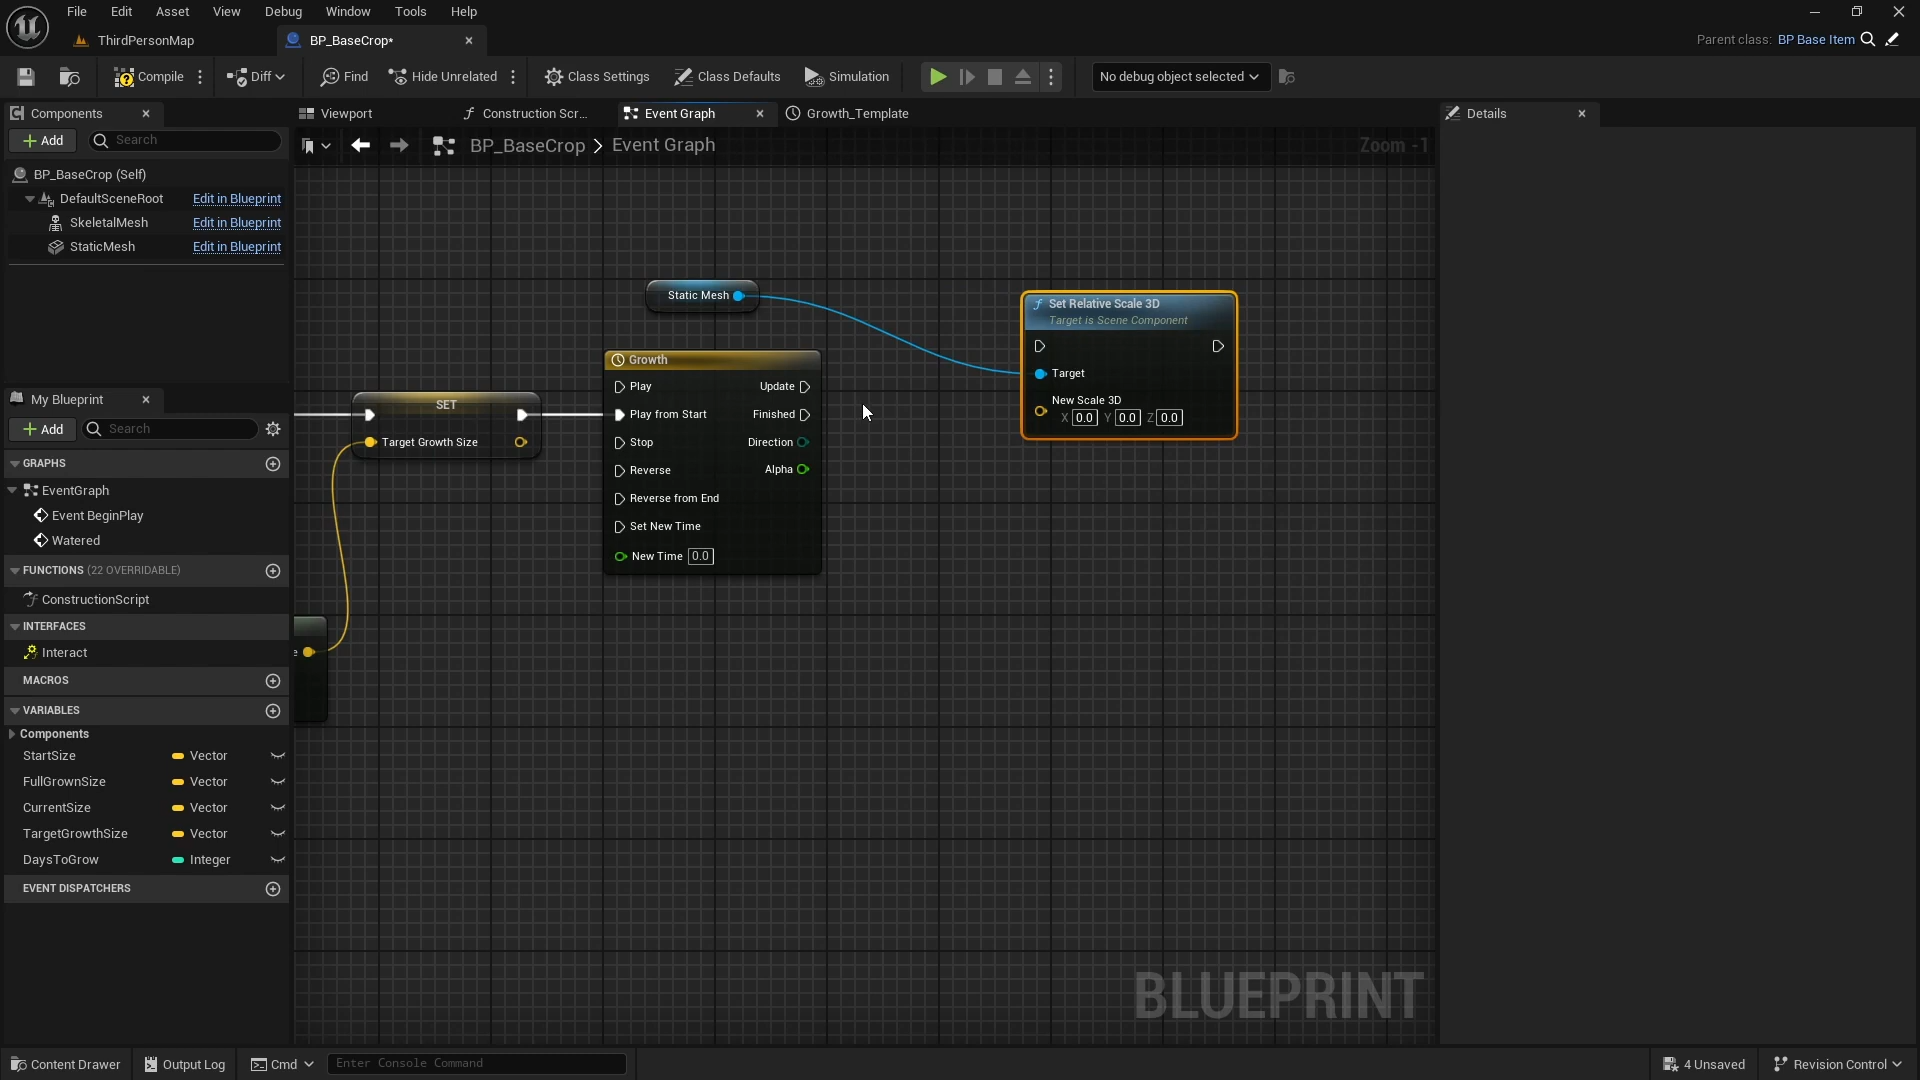 File Edit Asset View Debug Window Tools Help
ThirdPersonMap
BP_BaseCrop*
Parent class: BP Base Item
Compile
Diff
Find
Hide Unrelated
Class Settings
Class Defaults
Simulation
No debug object selected
Components
Add
Search
BP_BaseCrop (Self)
DefaultSceneRoot Edit in Blueprint
SkeletalMesh Edit in Blueprint
StaticMesh Edit in Blueprint
My Blueprint
Add
Search
GRAPHS
EventGraph
Event BeginPlay
Watered
FUNCTIONS (22 OVERRIDABLE)
ConstructionScript
INTERFACES
Interact
MACROS
VARIABLES
Components
StartSize Vector
FullGrownSize Vector
CurrentSize Vector
TargetGrowthSize Vector
DaysToGrow Integer
EVENT DISPATCHERS
Viewport
Construction Scr...
Event Graph
Growth_Template
BP_BaseCrop > Event Graph
Zoom -1
Static Mesh
SET
Target Growth Size
e
Growth
Play Update
Play from Start Finished
Stop Direction
Reverse Alpha
Reverse from End
Set New Time
New Time 0.0
Set Relative Scale 3D
Target is Scene Component
Target
New Scale 3D
X 0.0 Y 0.0 Z 0.0
BLUEPRINT
Details
Content Drawer
Output Log
Cmd
Enter Console Command
4 Unsaved
Revision Control